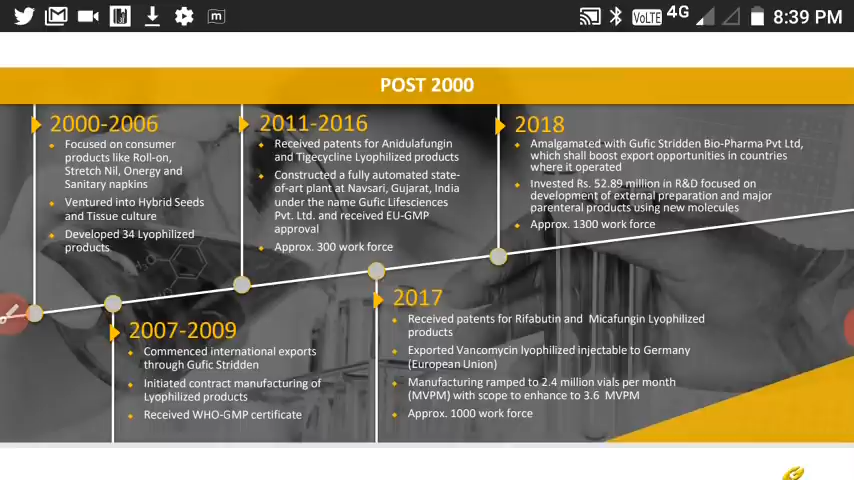 VoLTE 4G 8:39 PM
POST 2000
2000-2006
Focused on consumer
products like Roll-on,
Stretch Nil, Onergy and
Sanitary napkins
Ventured into Hybrid Seeds
and Tissue culture
Developed 34 Lyophilized
products
2011-2016
Received patents for Anidulafungin
and Tigecycline Lyophilized products
Constructed a fully automated state-
of-art plant at Navsari, Gujarat, India
under the name Gufic Lifesciences
Pvt. Ltd. and received EU-GMP
approval
Approx. 300 work force
2018
Amalgamated with Gufic Stridden Bio-Pharma Pvt Ltd,
which shall boost export opportunities in countries
where it operated
Invested Rs. 52.89 million in R&D focused on
development of external preparation and major
parenteral products using new molecules
Approx. 1300 work force
2007-2009
Commenced international exports
through Gufic Stridden
Initiated contract manufacturing of
Lyophilized products
Received WHO-GMP certificate
2017
Received patents for Rifabutin and Micafungin Lyophilized
products
Exported Vancomycin lyophilized injectable to Germany
(European Union)
Manufacturing ramped to 2.4 million vials per month
(MVPM) with scope to enhance to 3.6 MVPM
Approx. 1000 work force